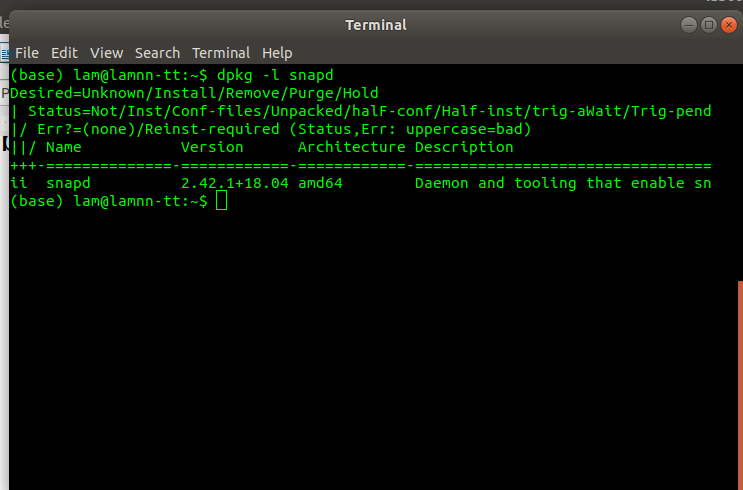 Terminal
File Edit View Search Terminal Help
(base) lam@lamnn-tt:~$ dpkg -l snapd
Desired=Unknown/Install/Remove/Purge/Hold
| Status=Not/Inst/Conf-files/Unpacked/halF-conf/Half-inst/trig-aWait/Trig-pend
|/ Err?=(none)/Reinst-required (Status,Err: uppercase=bad)
||/ Name           Version      Architecture Description
+++-==============-============-============-=================================
ii  snapd          2.42.1+18.04 amd64        Daemon and tooling that enable sn
(base) lam@lamnn-tt:~$